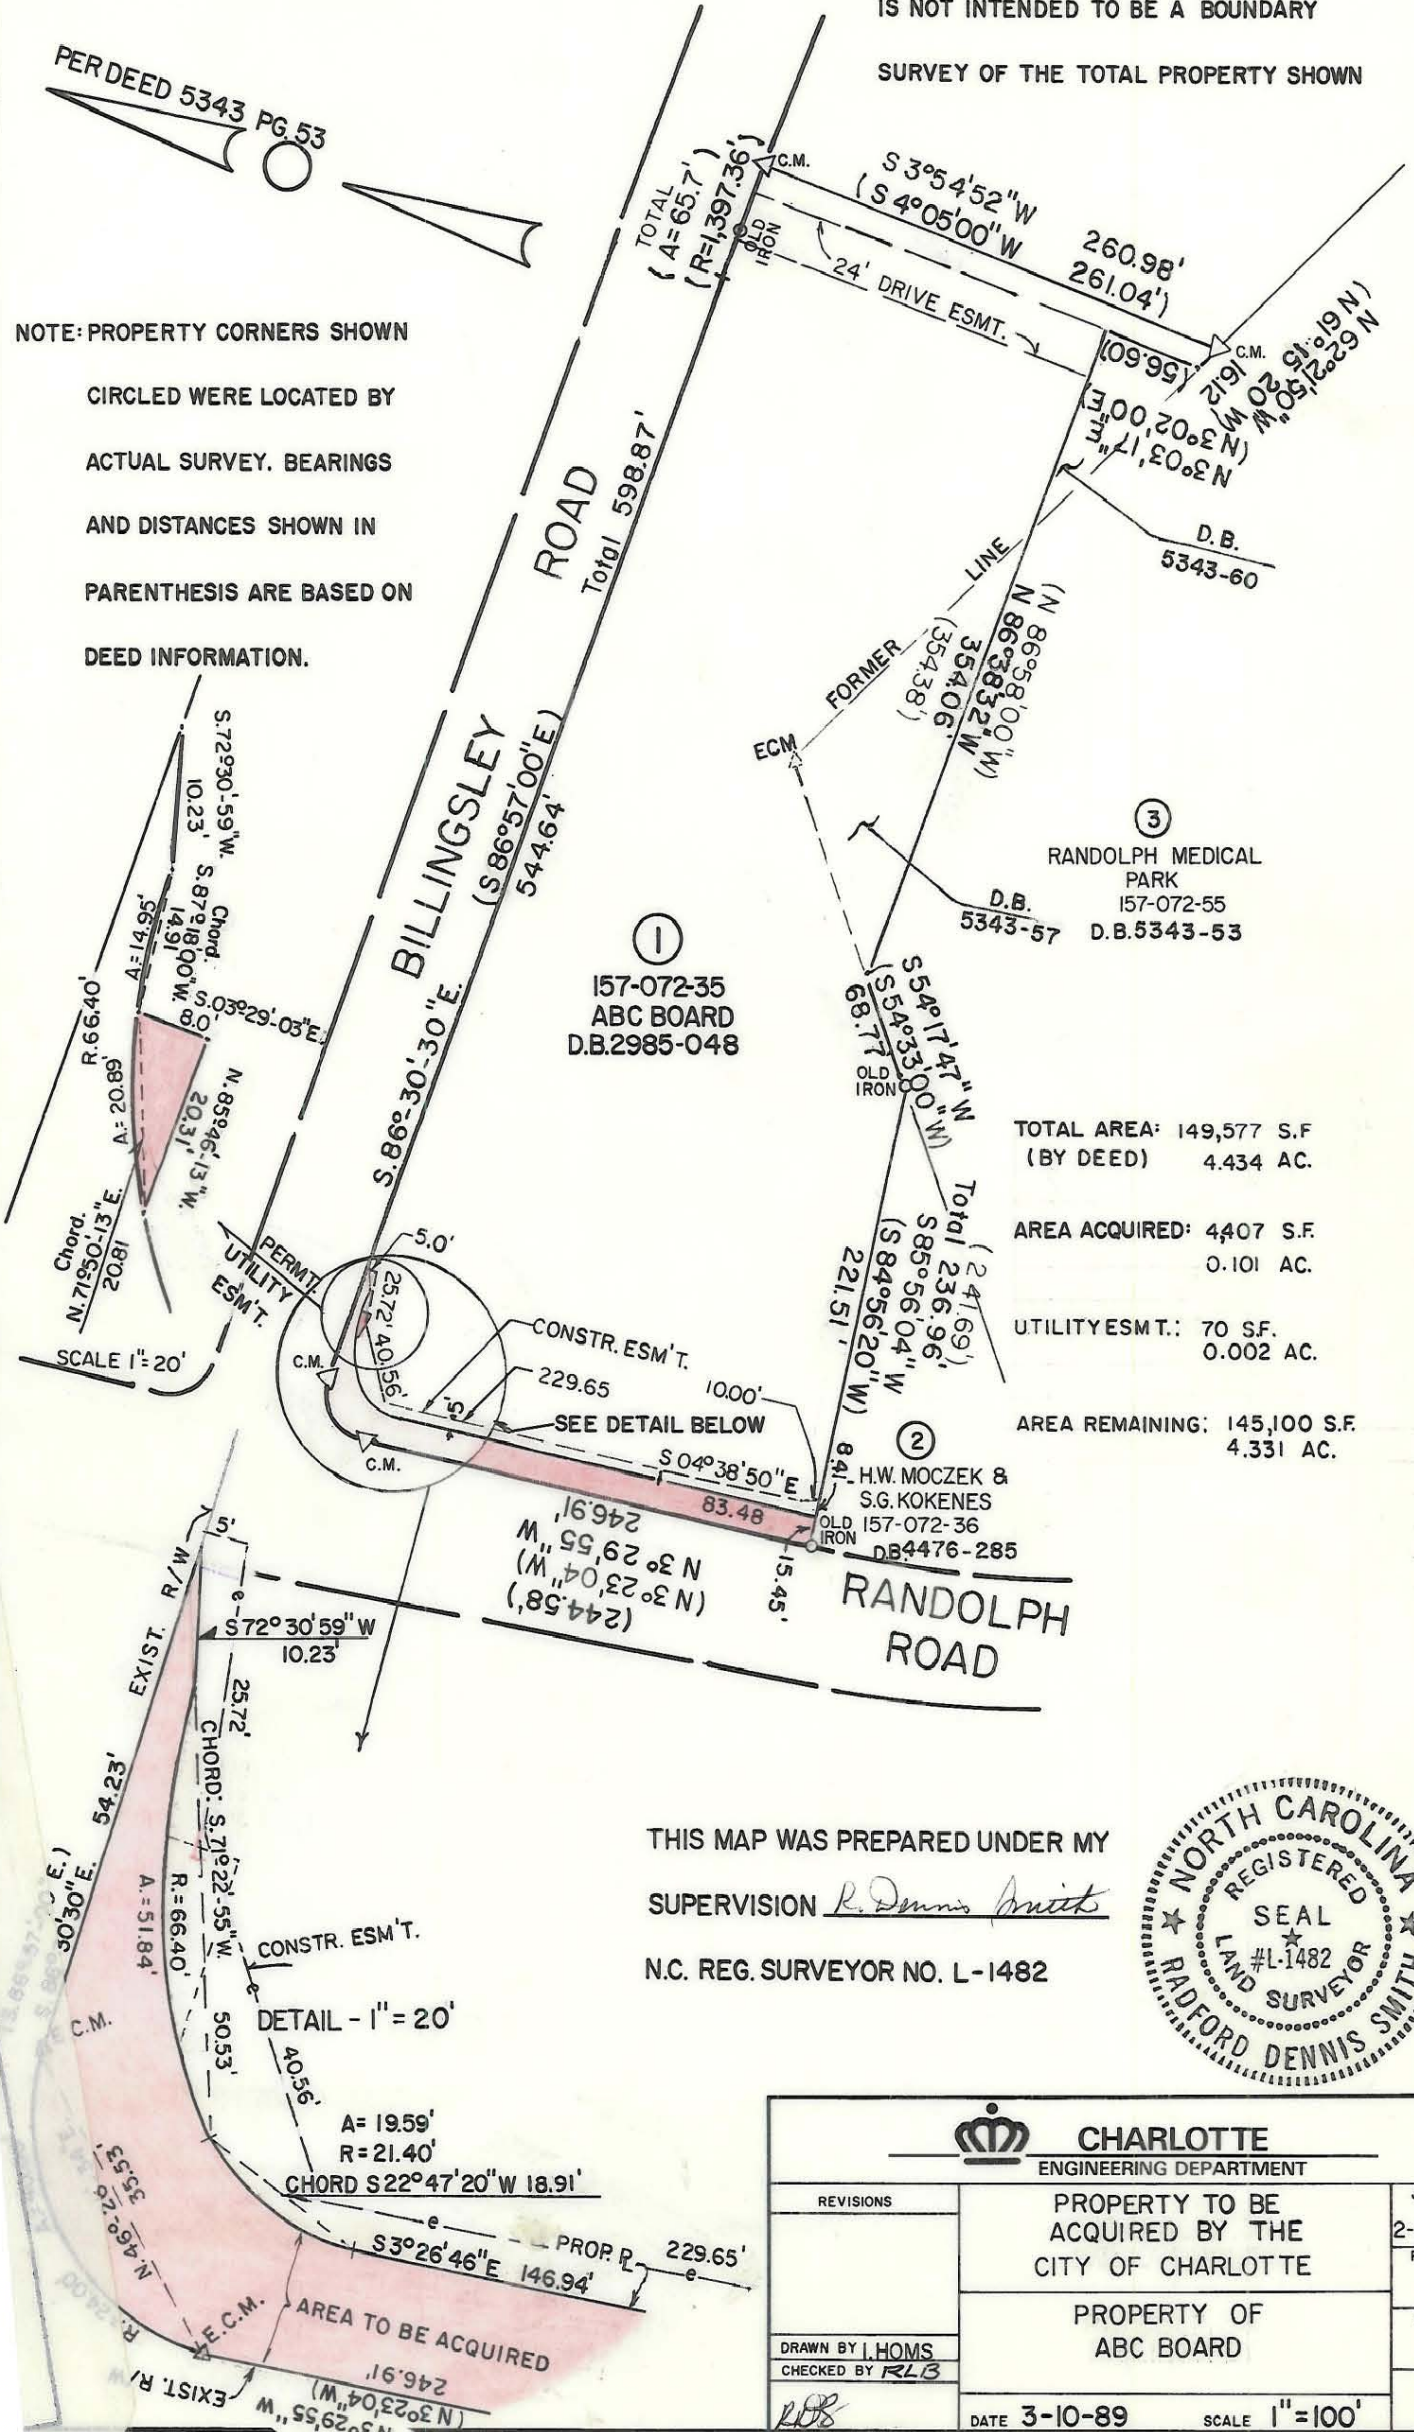 IS NOT INTENDED TO BE A BOUNDARY
SURVEY OF THE TOTAL PROPERTY SHOWN
PER DEED 5343 PG. 53
TOTAL
( A=65.7' )
( R=1,397.36' )
C.M.
OLD
IRON
S 3°54'52"W
( S 4°05'00"W
260.98'
261.04')
24' DRIVE ESMT.
C.M.
(56.60)
N 62°21'50" W
(N 61° 15 20 W)
16.12
(N 3°02'00"E)
N 3°03'17"E
NOTE: PROPERTY CORNERS SHOWN
CIRCLED WERE LOCATED BY
ACTUAL SURVEY. BEARINGS
AND DISTANCES SHOWN IN
PARENTHESIS ARE BASED ON
DEED INFORMATION.
BILLINGSLEY ROAD
Total 598.87'
(S 86°57'00"E)
544.64'
S.86°-30'-30"E.
D.B.
5343-60
FORMER LINE
(N 86°58'00"W)
N 86°38'32"W
354.06'
(354.38')
ECM
3
RANDOLPH MEDICAL
PARK
157-072-55
D.B.5343-53
D.B.
5343-57
1
157-072-35
ABC BOARD
D.B.2985-048
S 54°17'47" W
(S 54°33'00"W)
68.77
OLD
IRON
S.72°30'-59"W.
10.23'
Chord.
S.87°18'00"W.
14.91'
A.=14.95'
R.66.40'
S.03°29'-03"E.
8.0'
A.=20.89'
N.85°46'-13"W.
20.31'
Chord.
N.71°50'-13"E.
20.81
SCALE 1"=20'
PERMT.
UTILITY
ESM'T.
TOTAL AREA: 149,577 S.F
(BY DEED) 4.434 AC.
AREA ACQUIRED: 4,407 S.F.
0.101 AC.
UTILITY ESMT.: 70 S.F.
0.002 AC.
AREA REMAINING: 145,100 S.F.
4.331 AC.
( 241.69)
Total 236.96'
S85°56'04"W
(S 84°56'20"W)
221.51'
5.0'
25.72'
40.56'
C.M.
C.M.
CONSTR. ESM'T.
229.65
10.00'
5'
SEE DETAIL BELOW
S 04°38'50"E
83.48
8.41
15.45'
OLD
IRON
2
H.W. MOCZEK &
S.G. KOKENES
157-072-36
D.B.4476-285
246.91'
N 3°29'55"W
(N 3°23'04"W)
(244.58')
RANDOLPH
ROAD
5'
EXIST. R/W
e
S 72°30'59" W
10.23'
25.72'
54.23'
CHORD: S.71°22'-55"W.
50.53'
R.=66.40'
A.=51.84'
30'30"E.
C.M.
CONSTR. ESM'T.
e
DETAIL - 1"= 20'
40.56'
A= 19.59'
R=21.40'
CHORD S 22°47'20"W 18.91'
e
PROP. R
229.65'
e
S3°26'46"E 146.94'
35.53'
E.C.M.
AREA TO BE ACQUIRED
EXIST. R/W
246.91'
(N 3°23'04"W)
N 3°29'55"W
THIS MAP WAS PREPARED UNDER MY
SUPERVISION R. Dennis Smith
N.C. REG. SURVEYOR NO. L-1482
NORTH CAROLINA
REGISTERED
LAND SURVEYOR
SEAL
#L-1482
RADFORD DENNIS SMITH
CHARLOTTE
ENGINEERING DEPARTMENT
REVISIONS
PROPERTY TO BE
ACQUIRED BY THE
CITY OF CHARLOTTE
PROPERTY OF
ABC BOARD
DRAWN BY I. HOMS
CHECKED BY RLB
DATE 3-10-89 SCALE 1"=100'